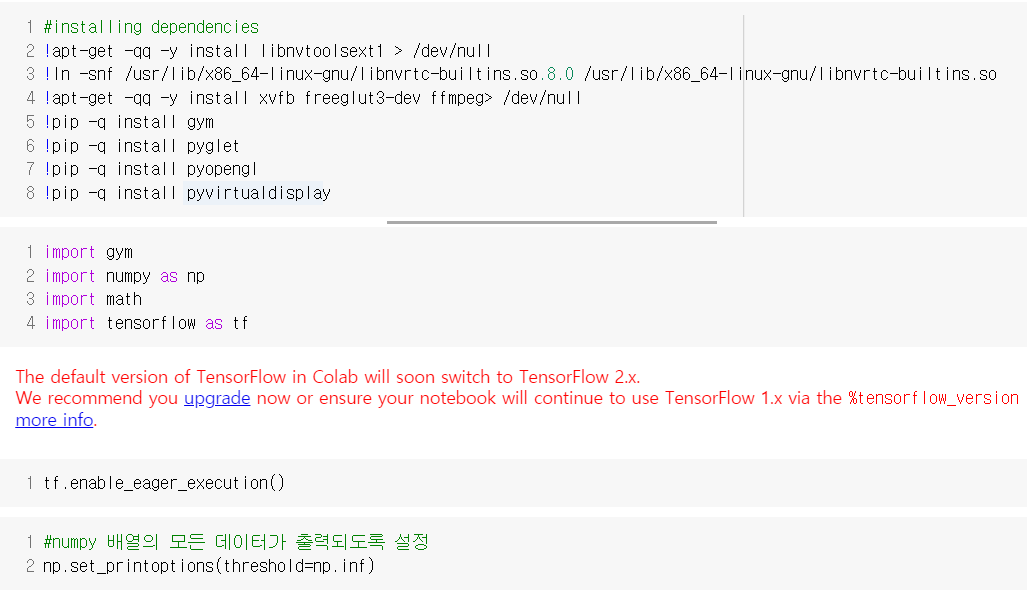 1 #installing dependencies
2 !apt-get -qq -y install libnvtoolsext1 > /dev/null
3 !ln -snf /usr/lib/x86_64-linux-gnu/libnvrtc-builtins.so.8.0 /usr/lib/x86_64-linux-gnu/libnvrtc-builtins.so
4 !apt-get -qq -y install xvfb freeglut3-dev ffmpeg> /dev/null
5 !pip -q install gym
6 !pip -q install pyglet
7 !pip -q install pyopengl
8 !pip -q install pyvirtualdisplay
1 import gym
2 import numpy as np
3 import math
4 import tensorflow as tf
The default version of TensorFlow in Colab will soon switch to TensorFlow 2.x.
We recommend you upgrade now or ensure your notebook will continue to use TensorFlow 1.x via the %tensorflow_version
more info.
1 tf.enable_eager_execution()
1 #numpy 배열의 모든 데이터가 출력되도록 설정
2 np.set_printoptions(threshold=np.inf)